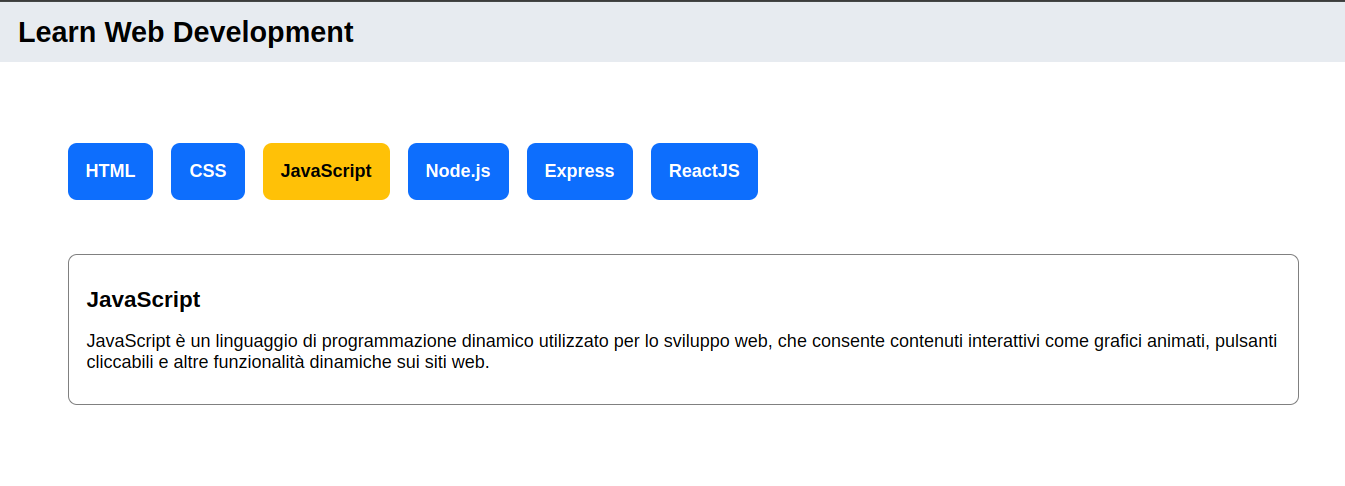 Learn Web Development
HTML CSS JavaScript Node.js Express ReactJS
JavaScript
JavaScript è un linguaggio di programmazione dinamico utilizzato per lo sviluppo web, che consente contenuti interattivi come grafici animati, pulsanti
cliccabili e altre funzionalità dinamiche sui siti web.